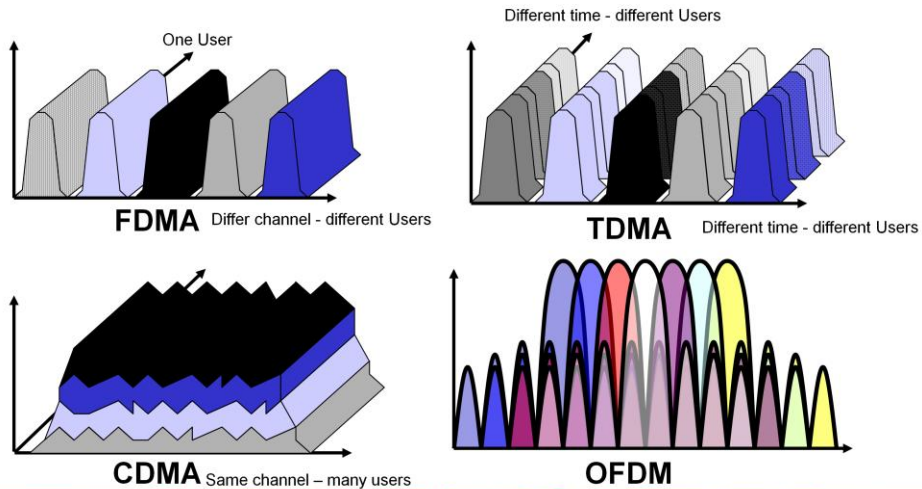 One User
FDMA Differ channel - different Users
Different time - different Users
TDMA Different time - different Users
CDMA Same channel – many users
OFDM